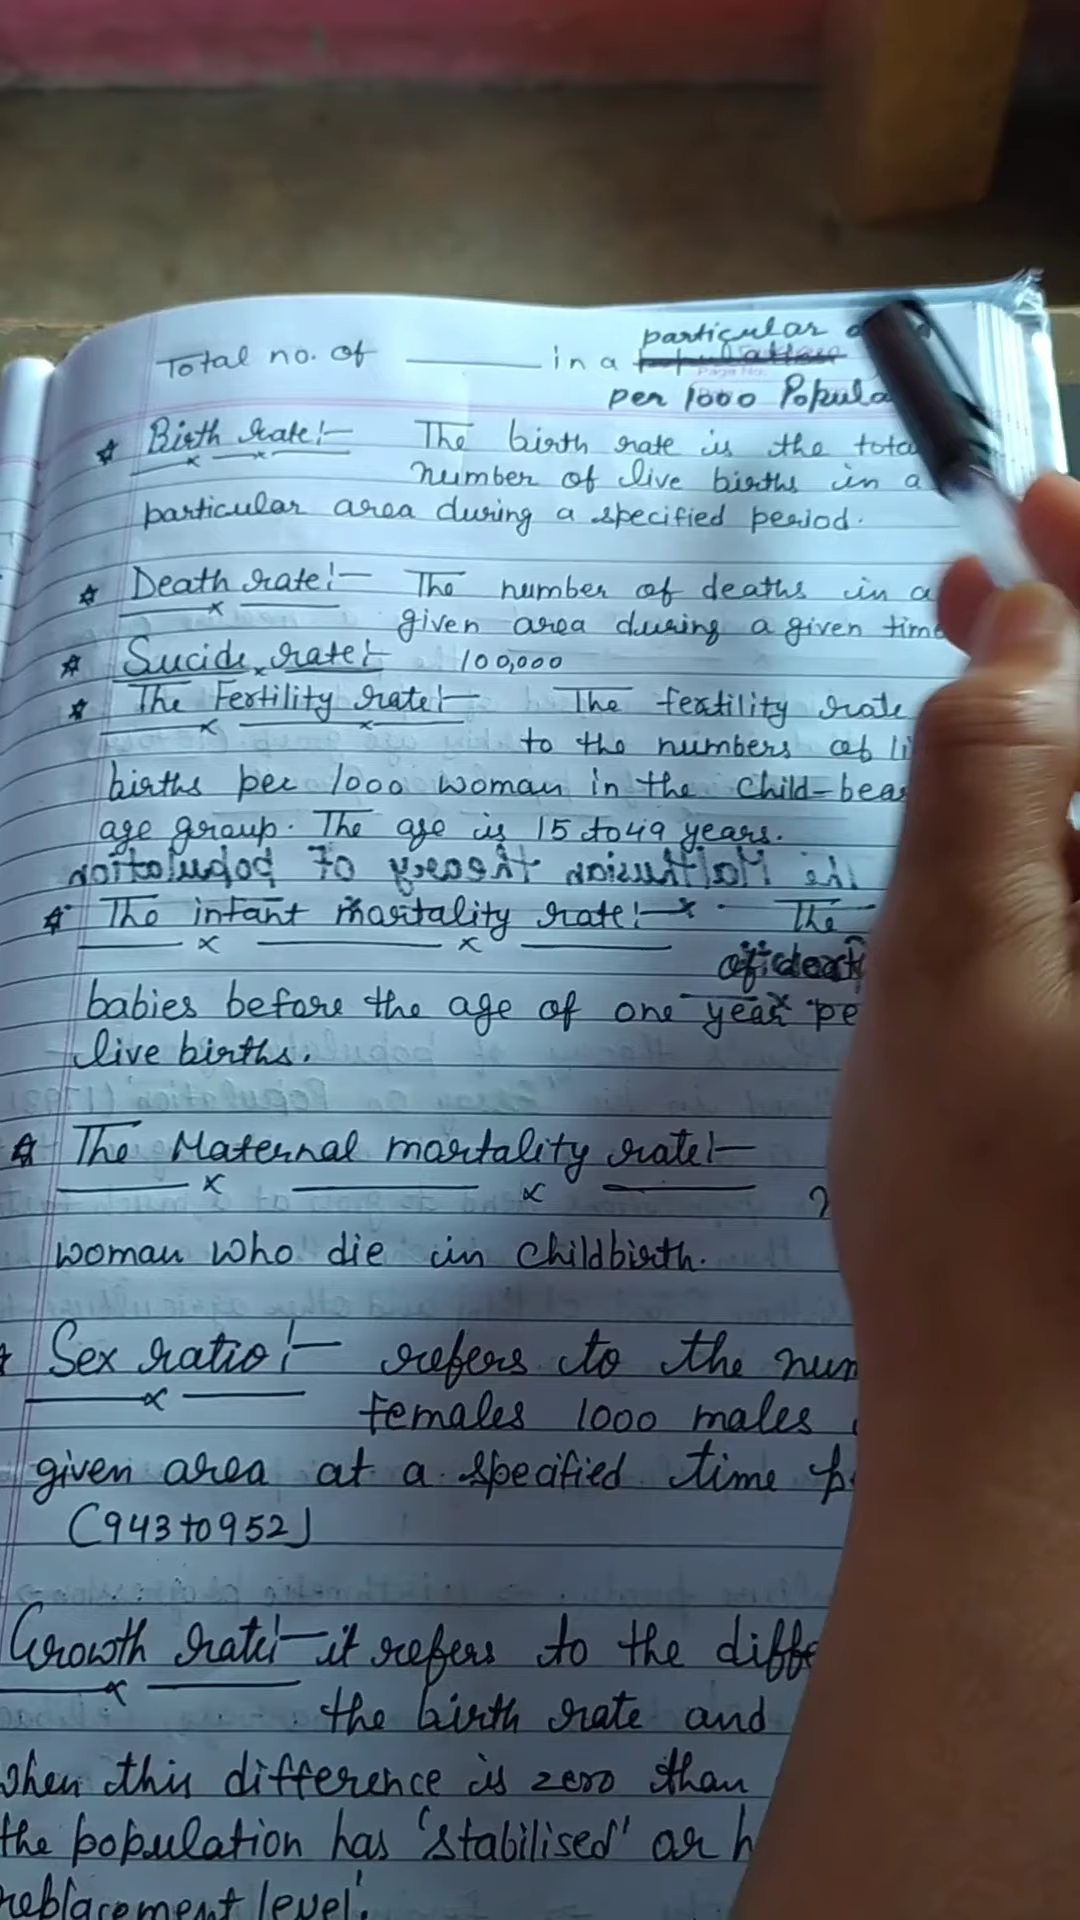 particular
Total no. of ______ in a
per 1000 Popula
☆ Birth rate:- The birth rate is the tota
number of live births in a
particular area during a specified period.
☆ Death rate:- The number of deaths in a
given area during a given time
☆ Sucide rate:- 100,000
☆ The Fertility rate:- The fertility rate
to the numbers of li
births per 1000 woman in the child-bea
age group. The age is 15 to 49 years.
☆ The infant mortality rate:- The
of death
babies before the age of one year pe
live births.
☆ The Maternal mortality rate:-
woman who die in childbirth.
Sex ratio:- refers to the num
females 1000 males
given area at a specified time p
(943 to 952)
Growth rate:- it refers to the diffe
the birth rate and
when this difference is zero than
the population has 'stabilised' or h
replacement level'.